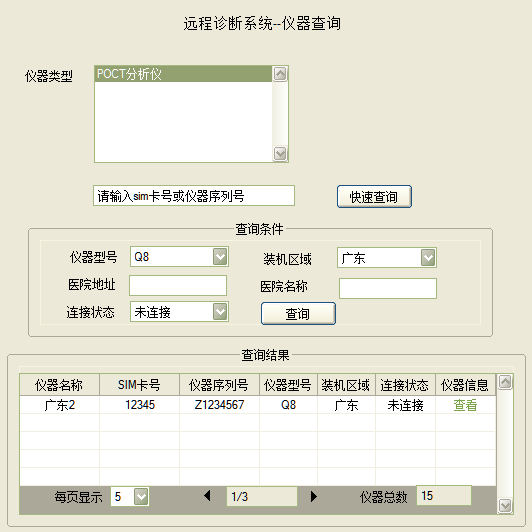 远程诊断系统--仪器查询
仪器类型
POCT分析仪
请输入sim卡号或仪器序列号
快速查询
查询条件
仪器型号 Q8 装机区域 广东
医院地址 医院名称
连接状态 未连接 查询
查询结果
仪器名称 SIM卡号 仪器序列号 仪器型号 装机区域 连接状态 仪器信息
广东2 12345 Z1234567 Q8 广东 未连接 查看
每页显示 5 1/3 仪器总数 15